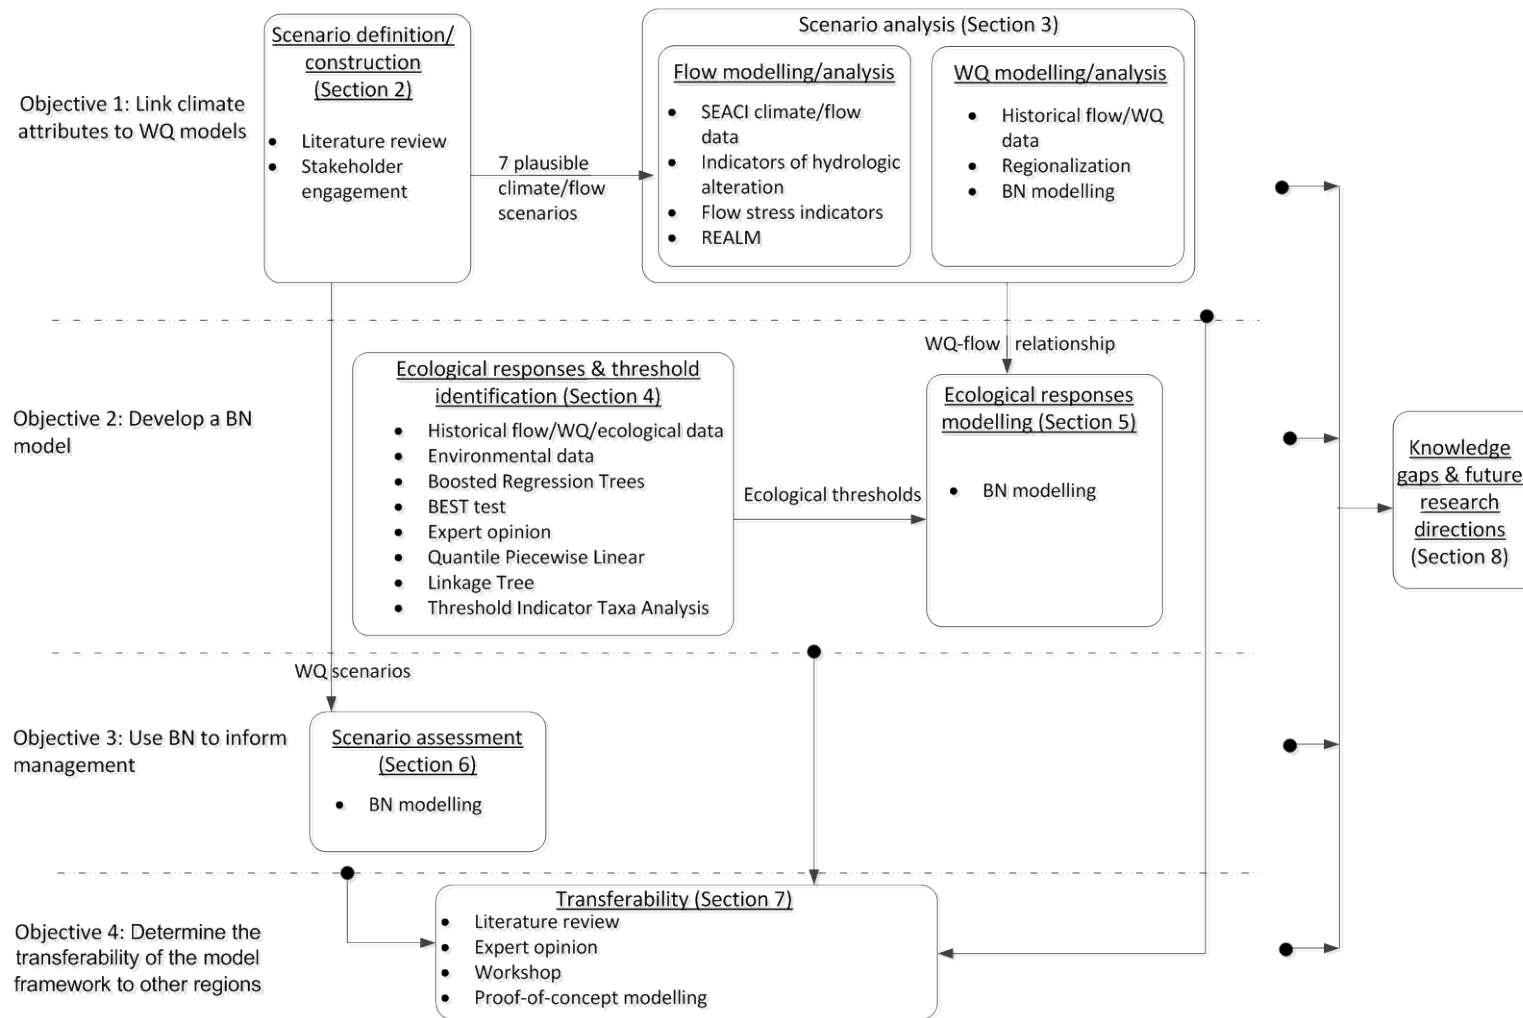 Objective 1: Link climate
attributes to WQ models
Scenario definition/
construction
(Section 2)
• Literature review
• Stakeholder
engagement
7 plausible
climate/flow
scenarios
Scenario analysis (Section 3)
Flow modelling/analysis
• SEACI climate/flow
data
• Indicators of hydrologic
alteration
• Flow stress indicators
• REALM
WQ modelling/analysis
• Historical flow/WQ
data
• Regionalization
• BN modelling
Objective 2: Develop a BN
model
Ecological responses & threshold
identification (Section 4)
• Historical flow/WQ/ecological data
• Environmental data
• Boosted Regression Trees
• BEST test
• Expert opinion
• Quantile Piecewise Linear
• Linkage Tree
• Threshold Indicator Taxa Analysis
Ecological thresholds
WQ-flow relationship
Ecological responses
modelling (Section 5)
• BN modelling
Knowledge
gaps & future
research
directions
(Section 8)
Objective 3: Use BN to inform
management
WQ scenarios
Scenario assessment
(Section 6)
• BN modelling
Objective 4: Determine the
transferability of the model
framework to other regions
Transferability (Section 7)
• Literature review
• Expert opinion
• Workshop
• Proof-of-concept modelling